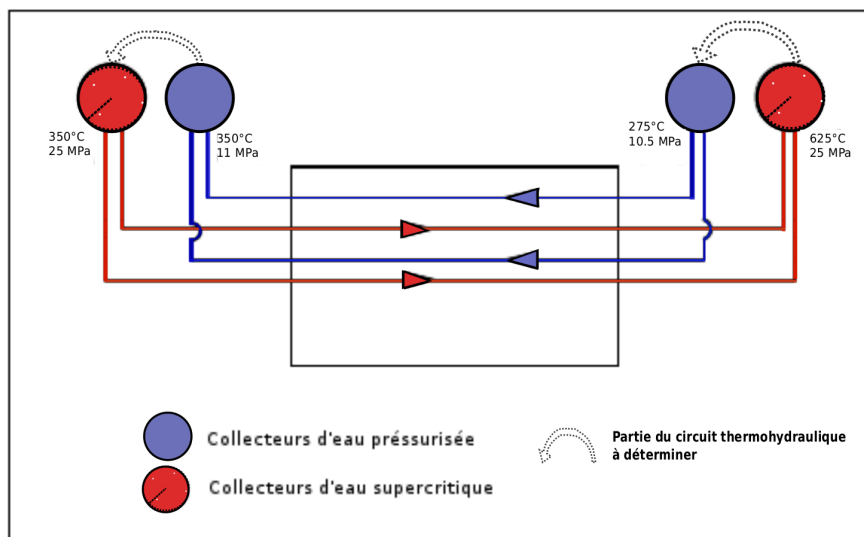 350°C
25 MPa
350°C
11 MPa
275°C
10.5 MPa
625°C
25 MPa
Collecteurs d'eau préssurisée
Partie du circuit thermohydraulique
à déterminer
Collecteurs d'eau supercritique